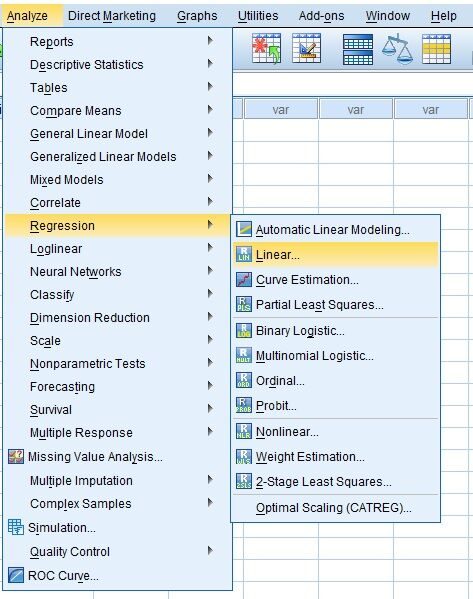 Analyze Direct Marketing Graphs Utilities Add-ons Window Help
Reports
Descriptive Statistics
Tables
var var var
Compare Means
General Linear Model
Generalized Linear Models
Mixed Models
Correlate
Regression
Automatic Linear Modeling...
Loglinear
Linear...
Neural Networks
Curve Estimation...
Classify
Partial Least Squares...
Dimension Reduction
Binary Logistic...
Scale
Multinomial Logistic...
Nonparametric Tests
Ordinal...
Forecasting
Probit...
Survival
Multiple Response
Nonlinear...
Missing Value Analysis...
Weight Estimation...
Multiple Imputation
2-Stage Least Squares...
Complex Samples
Optimal Scaling (CATREG)...
Simulation...
Quality Control
ROC Curve...